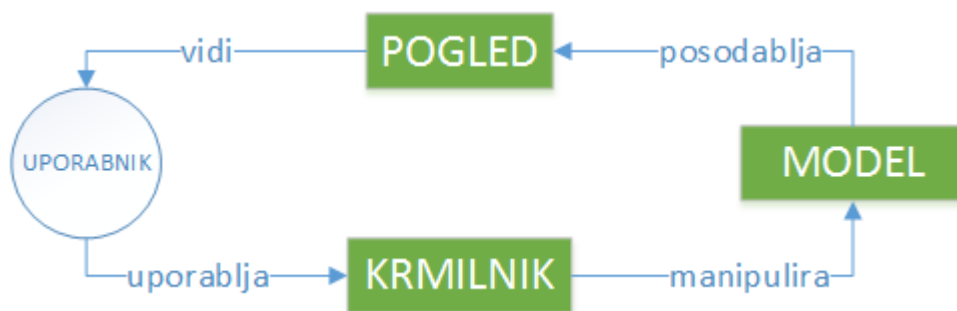 vidi
POGLED
posodablja
UPORABNIK
MODEL
uporablja
KRMILNIK
manipulira